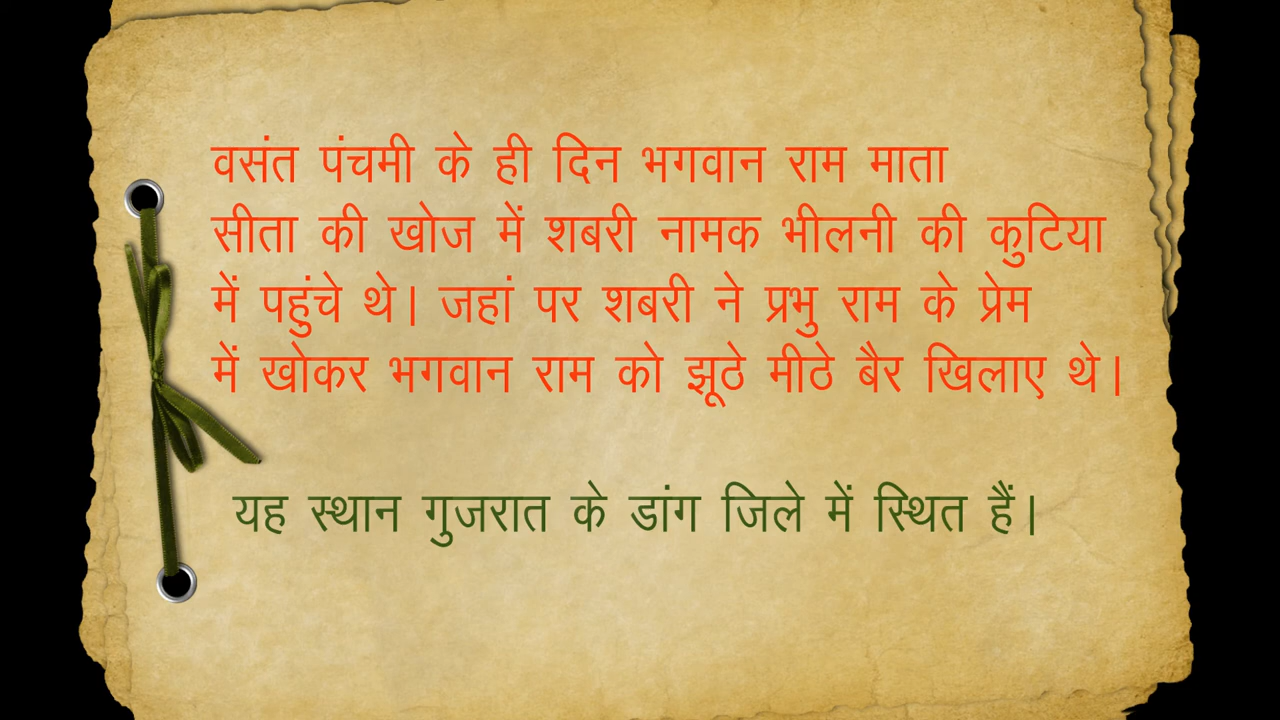 वसंत पंचमी के ही दिन भगवान राम माता
सीता की खोज में शबरी नामक भीलनी की कुटिया
में पहुंचे थे। जहां पर शबरी ने प्रभु राम के प्रेम
में खोकर भगवान राम को झूठे मीठे बैर खिलाए थे।
यह स्थान गुजरात के डांग जिले में स्थित हैं।